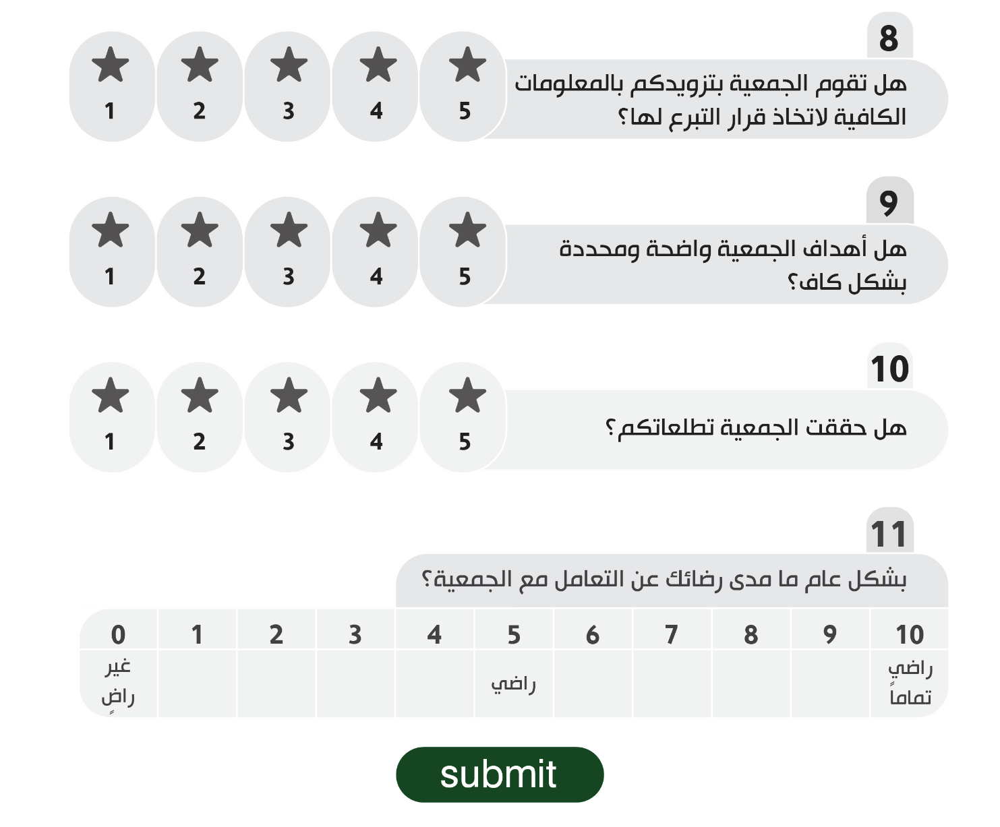 8
هل تقوم الجمعية بتزويدكم بالمعلومات
الكافية لاتخاذ قرار التبرع لها؟
5 4 3 2 1
9
هل أهداف الجمعية واضحة ومحددة
بشكل كاف؟
5 4 3 2 1
10
هل حققت الجمعية تطلعاتكم؟
5 4 3 2 1
11
بشكل عام ما مدى رضائك عن التعامل مع الجمعية؟
10 9 8 7 6 5 4 3 2 1 0
راضي
تماماً
راضي
غير
راضٍ
submit